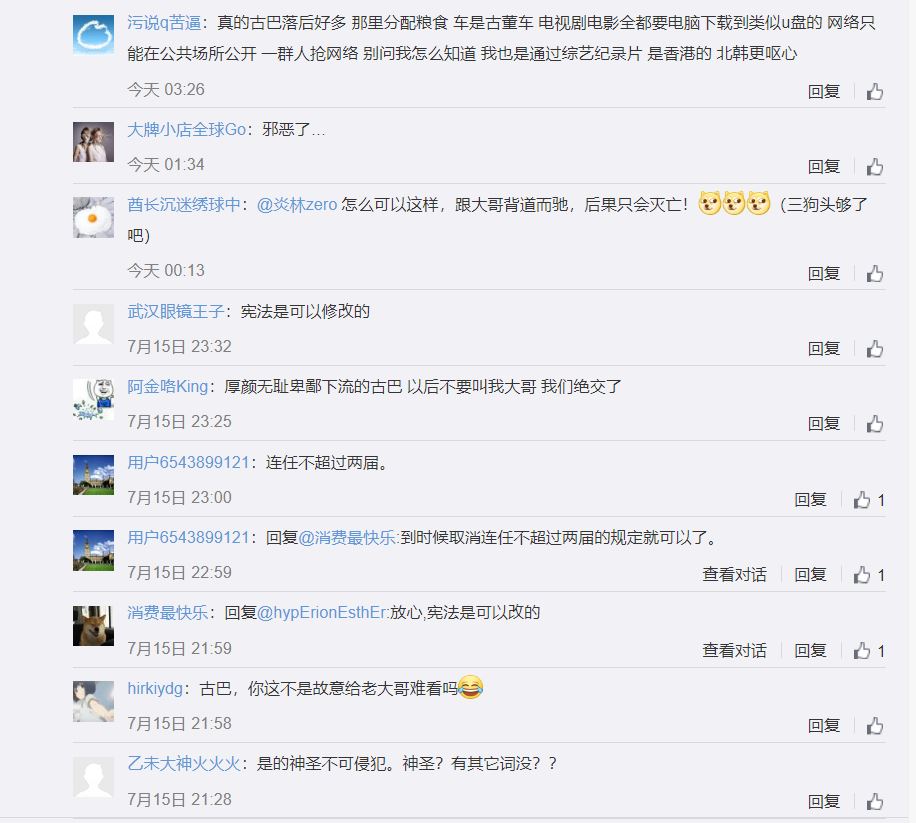 污说q苦逼：真的古巴落后好多 那里分配粮食 车是古董车 电视剧电影全都要电脑下载到类似u盘的 网络只
能在公共场所公开 一群人抢网络 别问我怎么知道 我也是通过综艺纪录片 是香港的 北韩更呕心
今天 03:26
回复
大牌小店全球Go：邪恶了...
今天 01:34
回复
酋长沉迷绣球中：@炎林zero 怎么可以这样，跟大哥背道而驰，后果只会灭亡！（三狗头够了
吧）
今天 00:13
回复
武汉眼镜王子：宪法是可以修改的
7月15日 23:32
回复
阿金咯King：厚颜无耻卑鄙下流的古巴 以后不要叫我大哥 我们绝交了
7月15日 23:25
回复
用户6543899121：连任不超过两届。
7月15日 23:00
回复 1
用户6543899121：回复@消费最快乐:到时候取消连任不超过两届的规定就可以了。
7月15日 22:59
查看对话 回复 1
消费最快乐：回复@hypErionEsthEr:放心,宪法是可以改的
7月15日 21:59
查看对话 回复 1
hirkiydg：古巴，你这不是故意给老大哥难看吗
7月15日 21:58
回复
乙未大神火火火：是的神圣不可侵犯。神圣？有其它词没？？
7月15日 21:28
回复